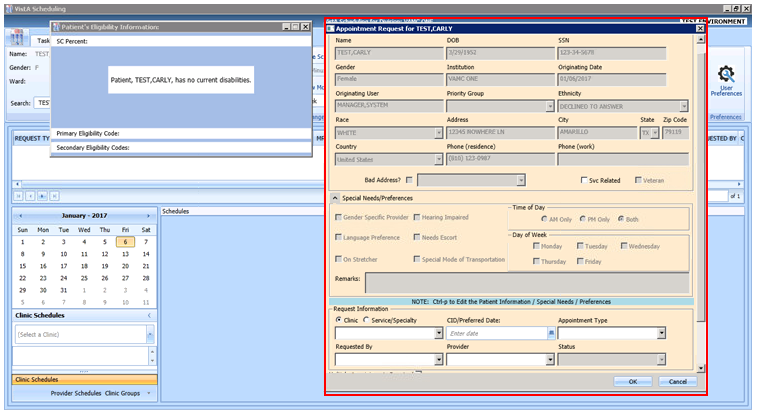 VistA Scheduling
VistA Scheduling for Division: VAMC ONE
TEST ENVIRONMENT
Task
Name: TEST,
Gender: F
Ward:
Search: TEST
User
Preferences
Preferences
Patient's Eligibility Information
SC Percent:
Patient, TEST,CARLY, has no current disabilities.
Primary Eligibility Code:
Secondary Eligibility Codes:
REQUEST TYP
REQUESTED BY
of 1
January - 2017
Sun Mon Tue Wed Thu Fri Sat
1 2 3 4 5 6 7
8 9 10 11 12 13 14
15 16 17 18 19 20 21
22 23 24 25 26 27 28
29 30 31 1 2 3 4
5 6 7 8 9 10 11
Clinic Schedules
(Select a Clinic)
Clinic Schedules
Provider Schedules Clinic Groups
Schedules
Appointment Request for TEST,CARLY
Name DOB SSN
TEST,CARLY 3/29/1952 123-34-5678
Gender Institution Originating Date
Female VAMC ONE 01/06/2017
Originating User Priority Group Ethnicity
MANAGER,SYSTEM DECLINED TO ANSWER
Race Address City State Zip Code
WHITE 12345 NOWHERE LN AMARILLO TX 79119
Country Phone (residence) Phone (work)
United States (810) 123-0987
Bad Address? Svc Related Veteran
Special Needs/Preferences
Gender Specific Provider Hearing Impaired
Language Preference Needs Escort
On Stretcher Special Mode of Transportation
Time of Day
AM Only PM Only Both
Day of Week
Monday Tuesday Wednesday
Thursday Friday
Remarks:
NOTE: Ctrl-p to Edit the Patient Information / Special Needs / Preferences
Request Information
Clinic Service/Specialty CID/Preferred Date: Appointment Type
Enter date
Requested By Provider Status
OK Cancel